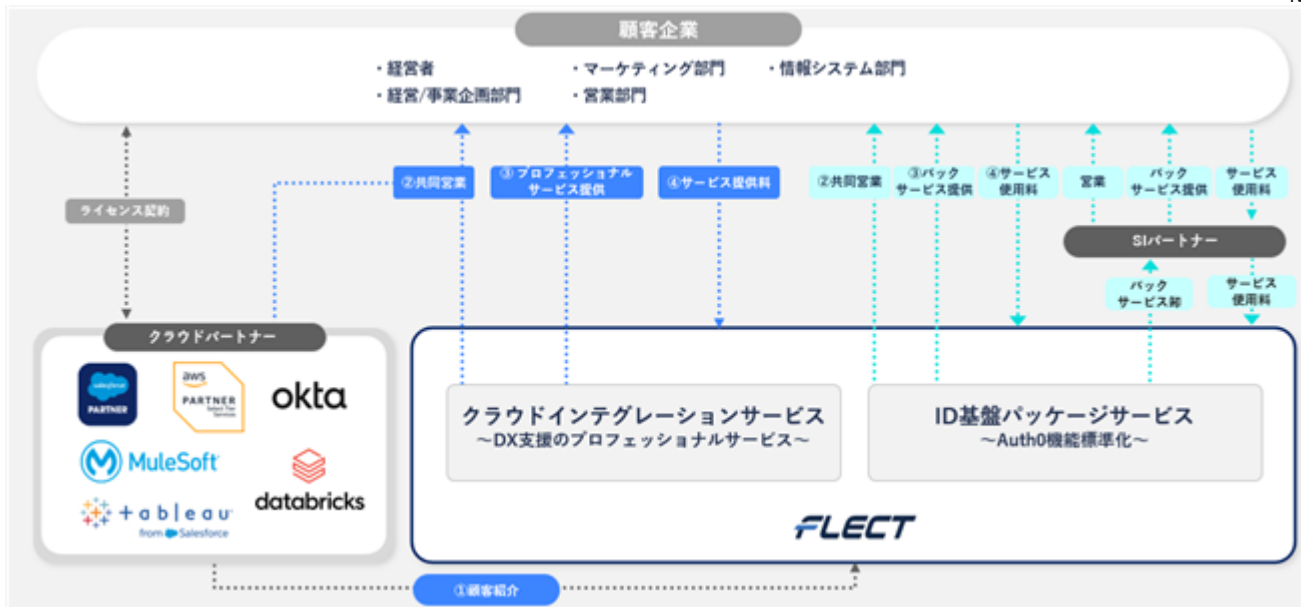 顧客企業
・経営者
・マーケティング部門
・情報システム部門
・経営/事業企画部門
・営業部門
②共同営業
③プロフェッショナル
サービス提供
④サービス提供料
②共同営業
③パック
サービス提供
④サービス
使用料
営業
パック
サービス提供
サービス
使用料
ライセンス契約
SIパートナー
パック
サービス卸
サービス
使用料
クラウドパートナー
salesforce
PARTNER
aws
PARTNER
Select Tier
Services
okta
MuleSoft
databricks
+ableau
from Salesforce
クラウドインテグレーションサービス
～DX支援のプロフェッショナルサービス～
ID基盤パッケージサービス
～Auth0機能標準化～
FLECT
①顧客紹介